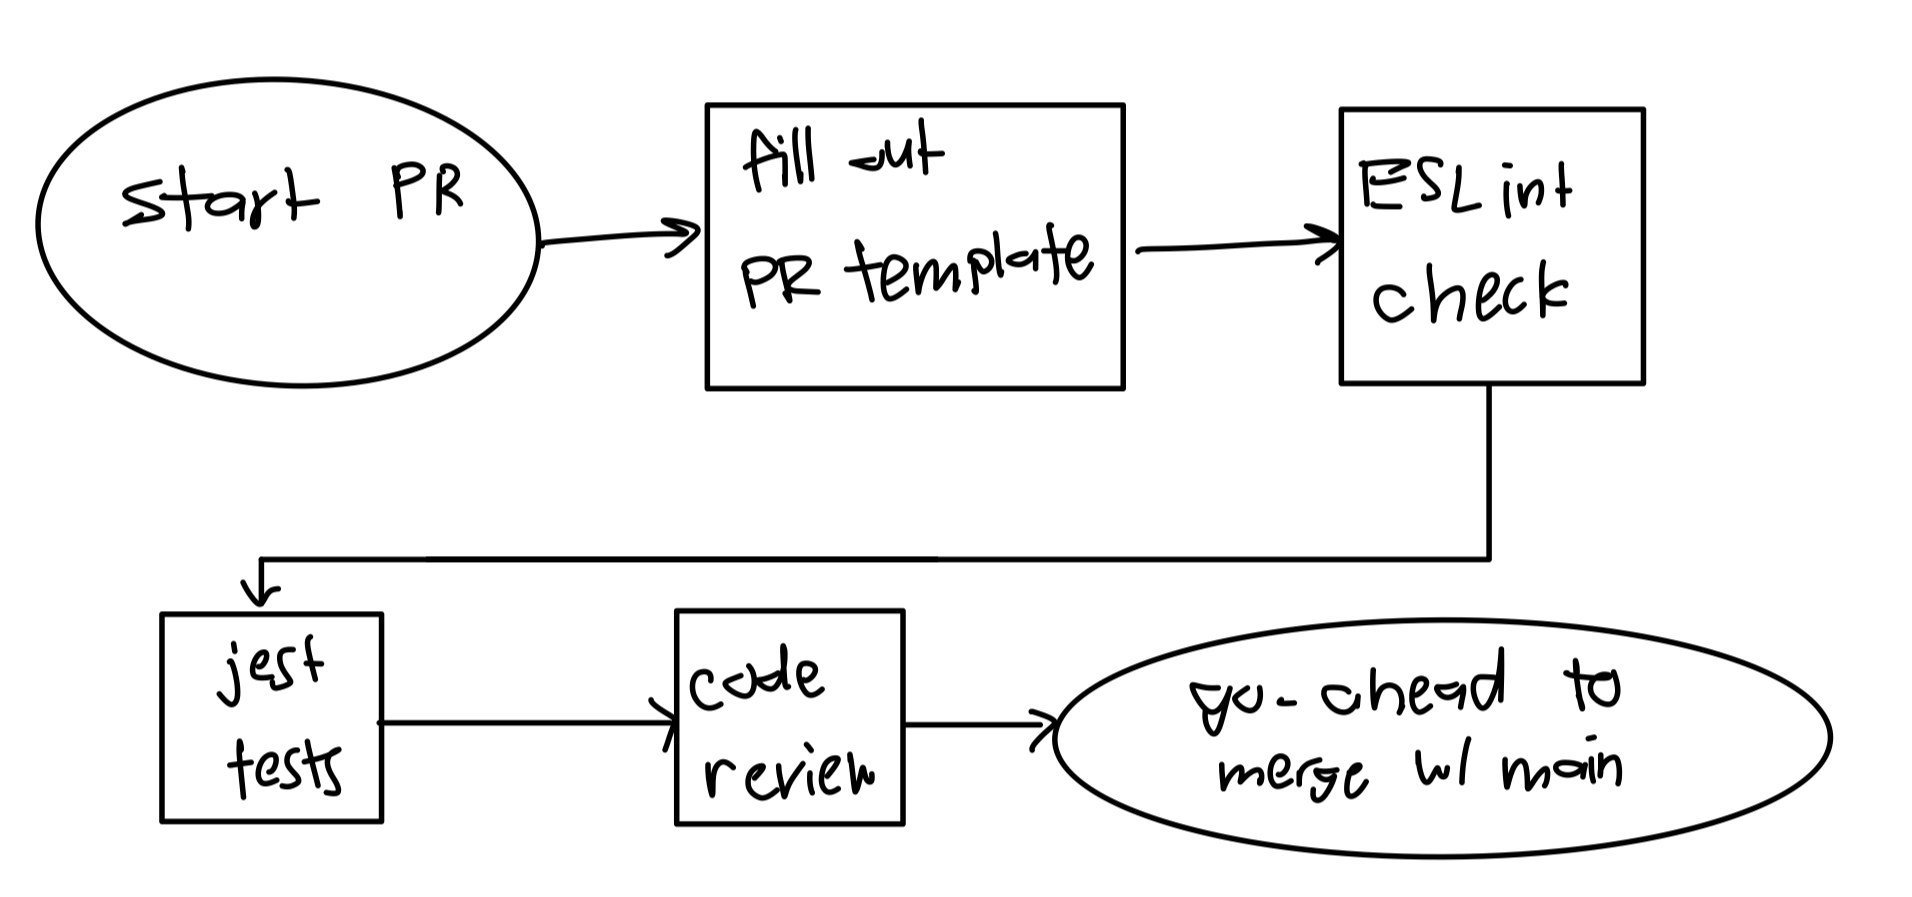 start PR
fill out
PR template
ESLint
check
jest
tests
code
review
go-ahead to
merge w/ main